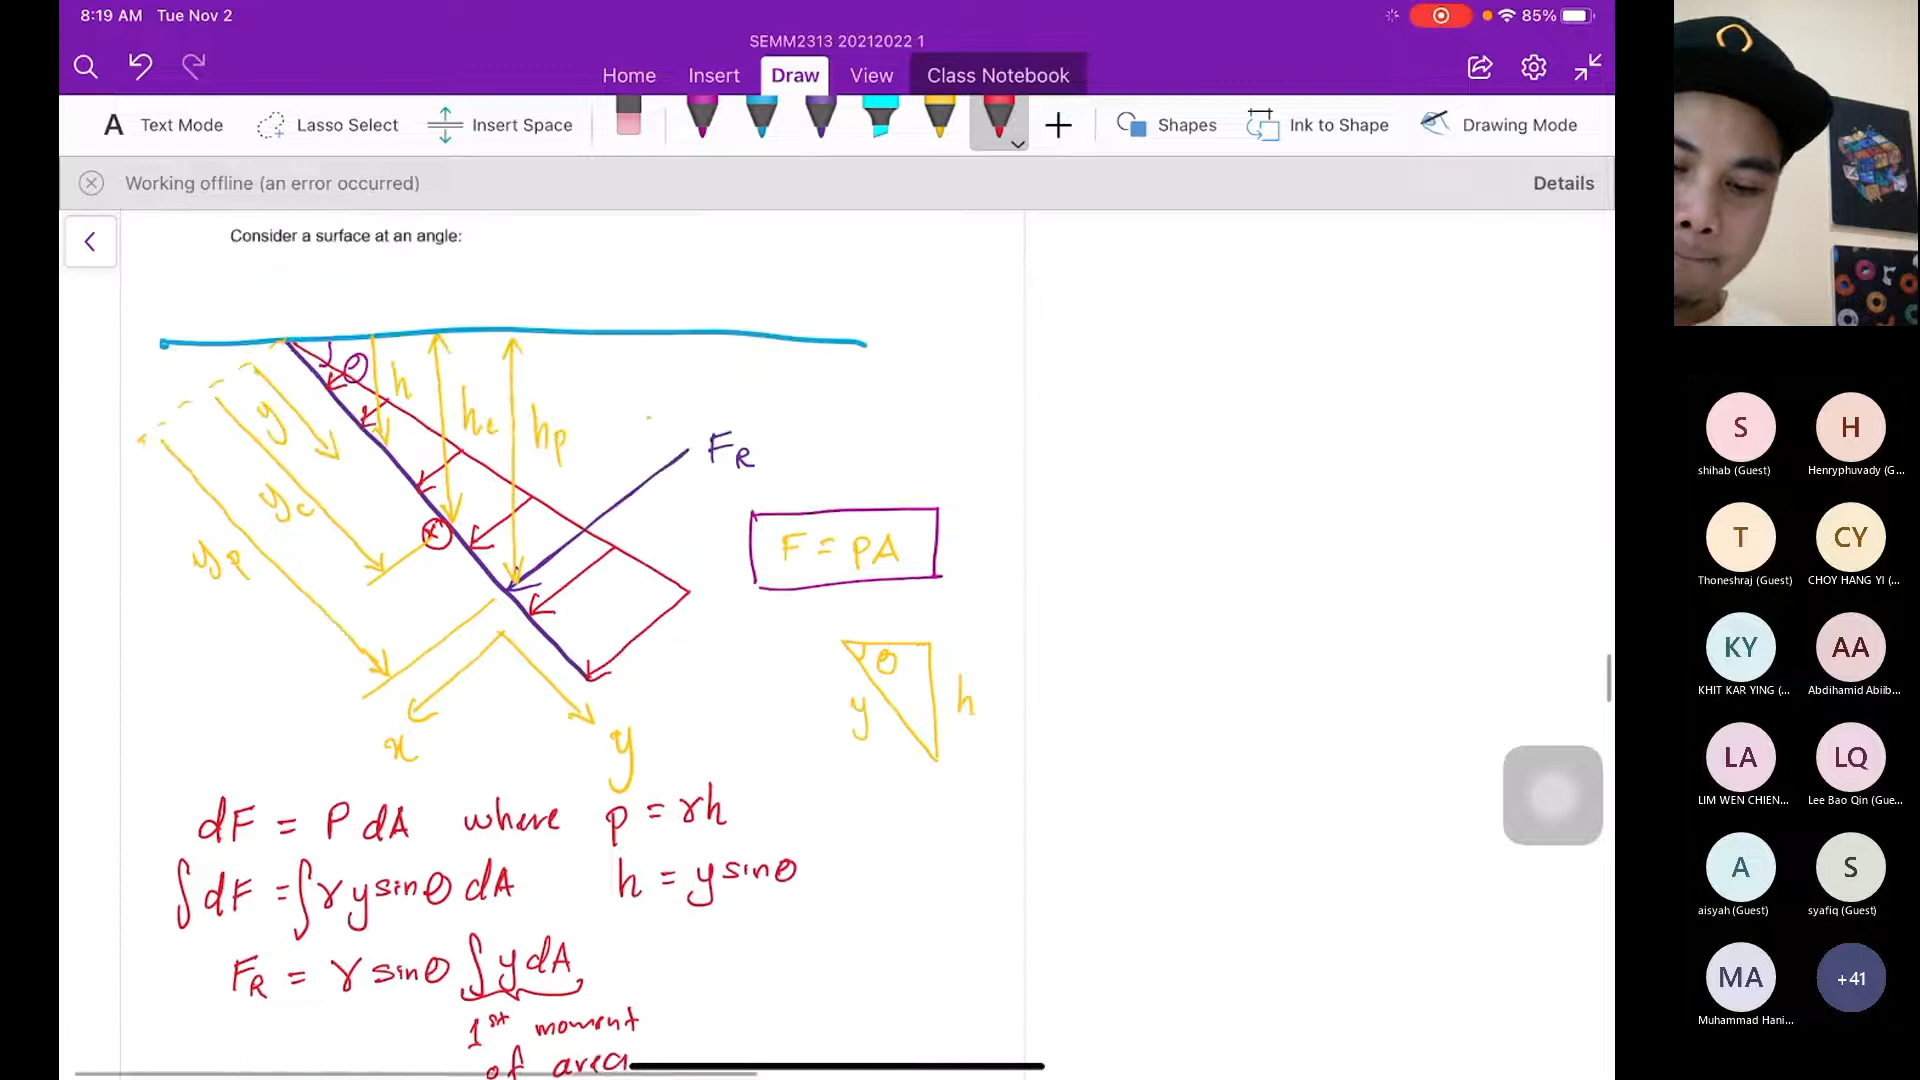 8:19 AM Tue Nov 2
85%
SEMM2313 20212022 1
Home Insert Draw View Class Notebook
A Text Mode Lasso Select Insert Space Shapes Ink to Shape Drawing Mode
Working offline (an error occurred) Details
Consider a surface at an angle:
θ h hc hp
y
yc
yp
FR
F = PA
θ
y h
x
y
dF = P dA where p = γh
∫dF = ∫γ y sinθ dA h = y sinθ
FR = γ sinθ ∫y dA
1st moment
of area
S H
shihab (Guest) Henryphuvady (G...
T CY
Thoneshraj (Guest) CHOY HANG YI (...
KY AA
KHIT KAR YING (... Abdihamid Abiib...
LA LQ
LIM WEN CHIEN... Lee Bao Qin (Gue...
A S
aisyah (Guest) syafiq (Guest)
MA +41
Muhammad Hani...